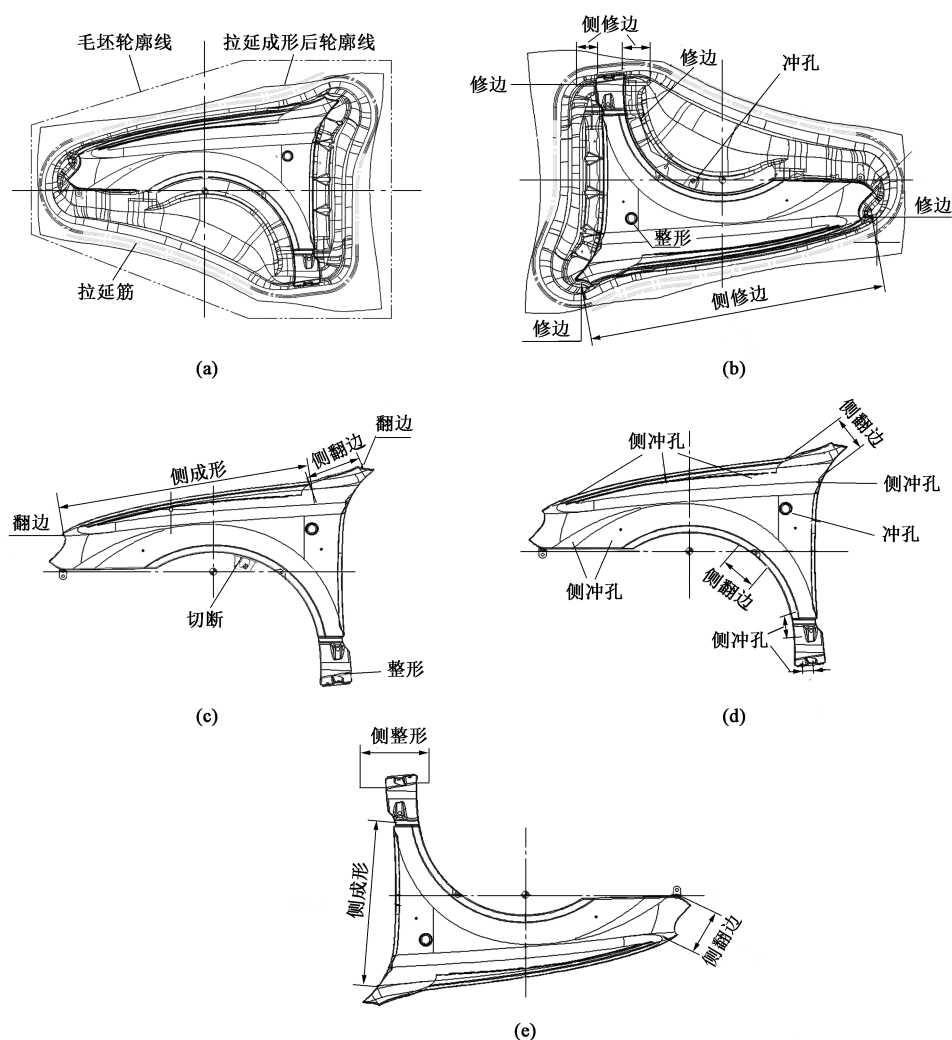 毛坯轮廓线
拉延成形后轮廓线
拉延筋
(a)
侧修边
修边
修边
冲孔
修边
整形
侧修边
修边
(b)
翻边
侧翻边
侧成形
翻边
切断
整形
(c)
侧翻边
侧冲孔
侧冲孔
冲孔
侧冲孔
侧翻边
侧冲孔
(d)
侧整形
侧成形
侧翻边
(e)